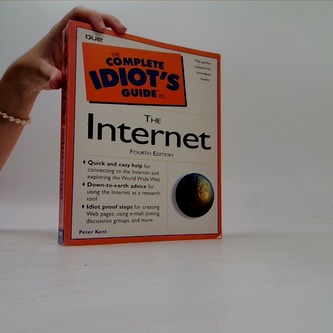 que
THE
COMPLETE
IDIOT'S
GUIDE TO
THE
Internet
FOURTH EDITION
Quick and easy help for
connecting to the Internet and
exploring the World Wide Web
Down-to-earth advice for
using the Internet as a research
tool
Idiot proof steps for creating
Web pages, using e-mail, joining
discussion groups, and more
Peter Kent